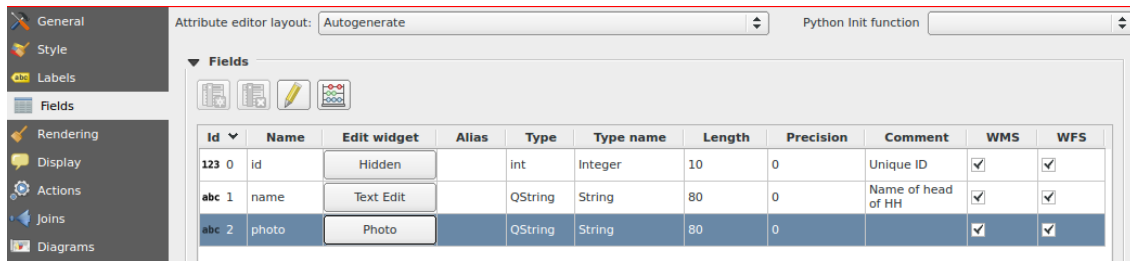 General
Style
Labels
Fields
Rendering
Display
Actions
Joins
Diagrams
Attribute editor layout: Autogenerate Python Init function
Fields
Id Name Edit widget Alias Type Type name Length Precision Comment WMS WFS
123 0 id Hidden int Integer 10 0 Unique ID
abc 1 name Text Edit QString String 80 0 Name of head
of HH
abc 2 photo Photo QString String 80 0